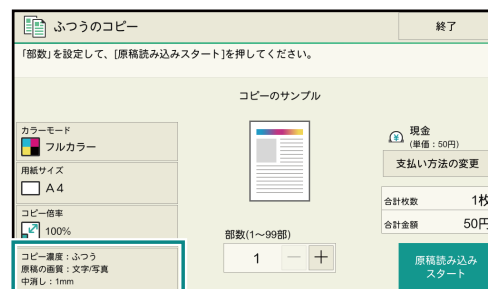 ふつうのコピー
終了
「部数」を設定して、[原稿読み込みスタート]を押してください。
コピーのサンプル
カラーモード
フルカラー
用紙サイズ
A4
コピー倍率
100%
コピー濃度:ふつう
原稿の画質:文字/写真
中消し:1mm
部数(1~99部)
1
現金
(単価:50円)
支払い方法の変更
合計枚数 1枚
合計金額 50円
原稿読み込み
スタート